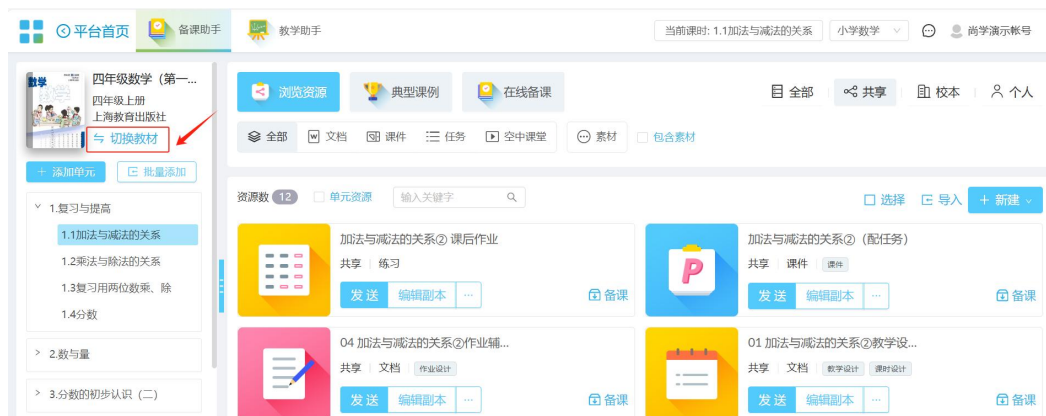 平台首页 备课助手 教学助手 当前课时: 1.1加法与减法的关系 小学数学 尚学演示帐号
数学
四年级数学（第一...
四年级上册
上海教育出版社
切换教材
+ 添加单元 批量添加
1.复习与提高
1.1加法与减法的关系
1.2乘法与除法的关系
1.3复习用两位数乘、除
1.4分数
2.数与量
3.分数的初步认识（二）
浏览资源 典型课例 在线备课 全部 共享 校本 个人
全部 文档 课件 任务 空中课堂 素材 包含素材
资源数 12 单元资源 输入关键字 选择 导入 + 新建
加法与减法的关系② 课后作业
共享 练习
发送 编辑副本 ... 备课
加法与减法的关系②（配任务）
共享 课件 课件
发送 编辑副本 ... 备课
04 加法与减法的关系②作业辅...
共享 文档 作业设计
发送 编辑副本 ... 备课
01 加法与减法的关系②教学设...
共享 文档 教学设计 课时设计
发送 编辑副本 ... 备课